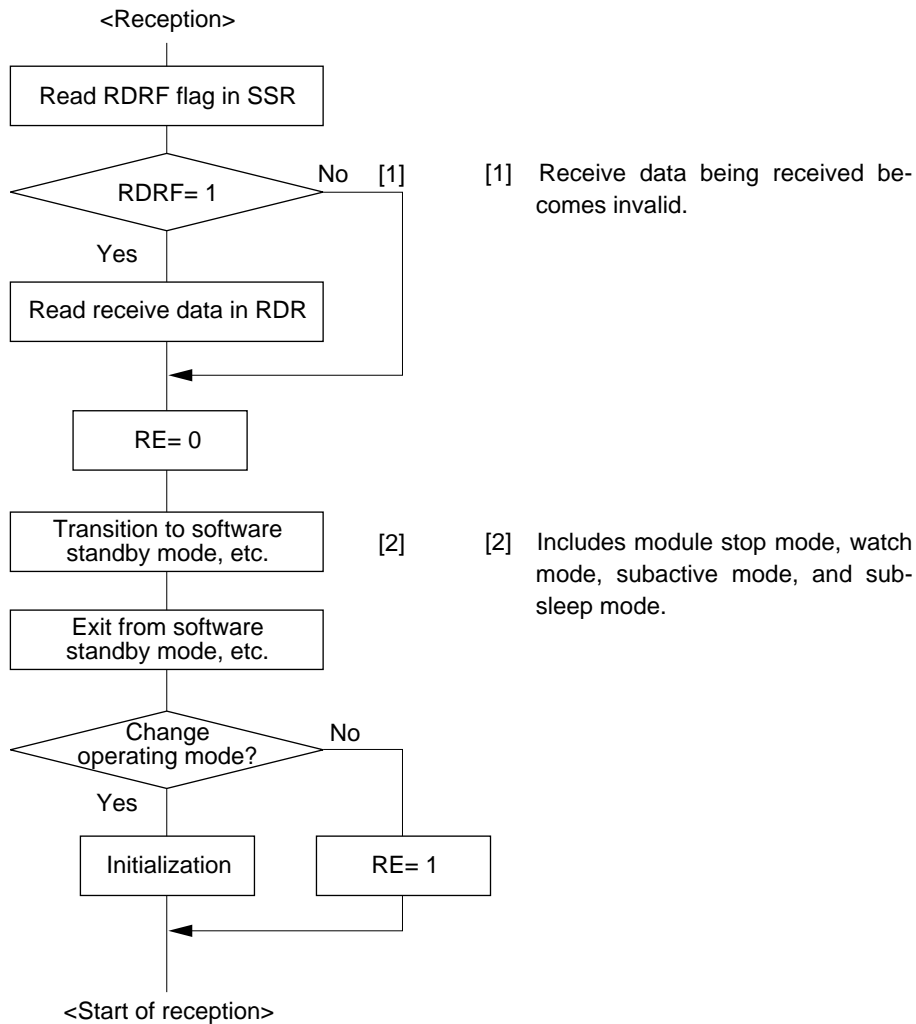 <Reception>
Read RDRF flag in SSR
RDRF= 1
No [1]
[1] Receive data being received be-
comes invalid.
Yes
Read receive data in RDR
RE= 0
Transition to software
standby mode, etc.
[2]
[2] Includes module stop mode, watch
mode, subactive mode, and sub-
sleep mode.
Exit from software
standby mode, etc.
Change
operating mode?
No
Yes
Initialization
RE= 1
<Start of reception>